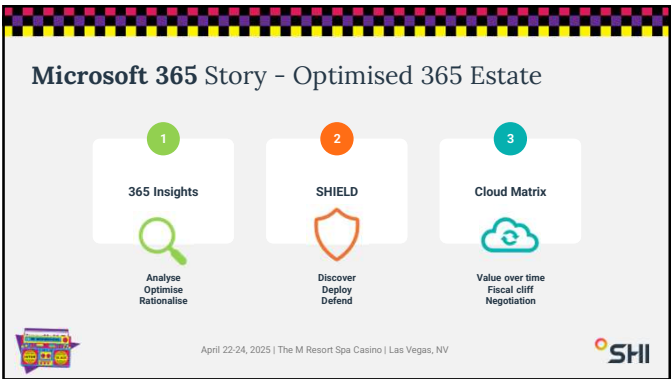 Microsoft 365 Story - Optimised 365 Estate
1
365 Insights
Analyse
Optimise
Rationalise
2
SHIELD
Discover
Deploy
Defend
3
Cloud Matrix
Value over time
Fiscal cliff
Negotiation
April 22-24, 2025 | The M Resort Spa Casino | Las Vegas, NV
SHI